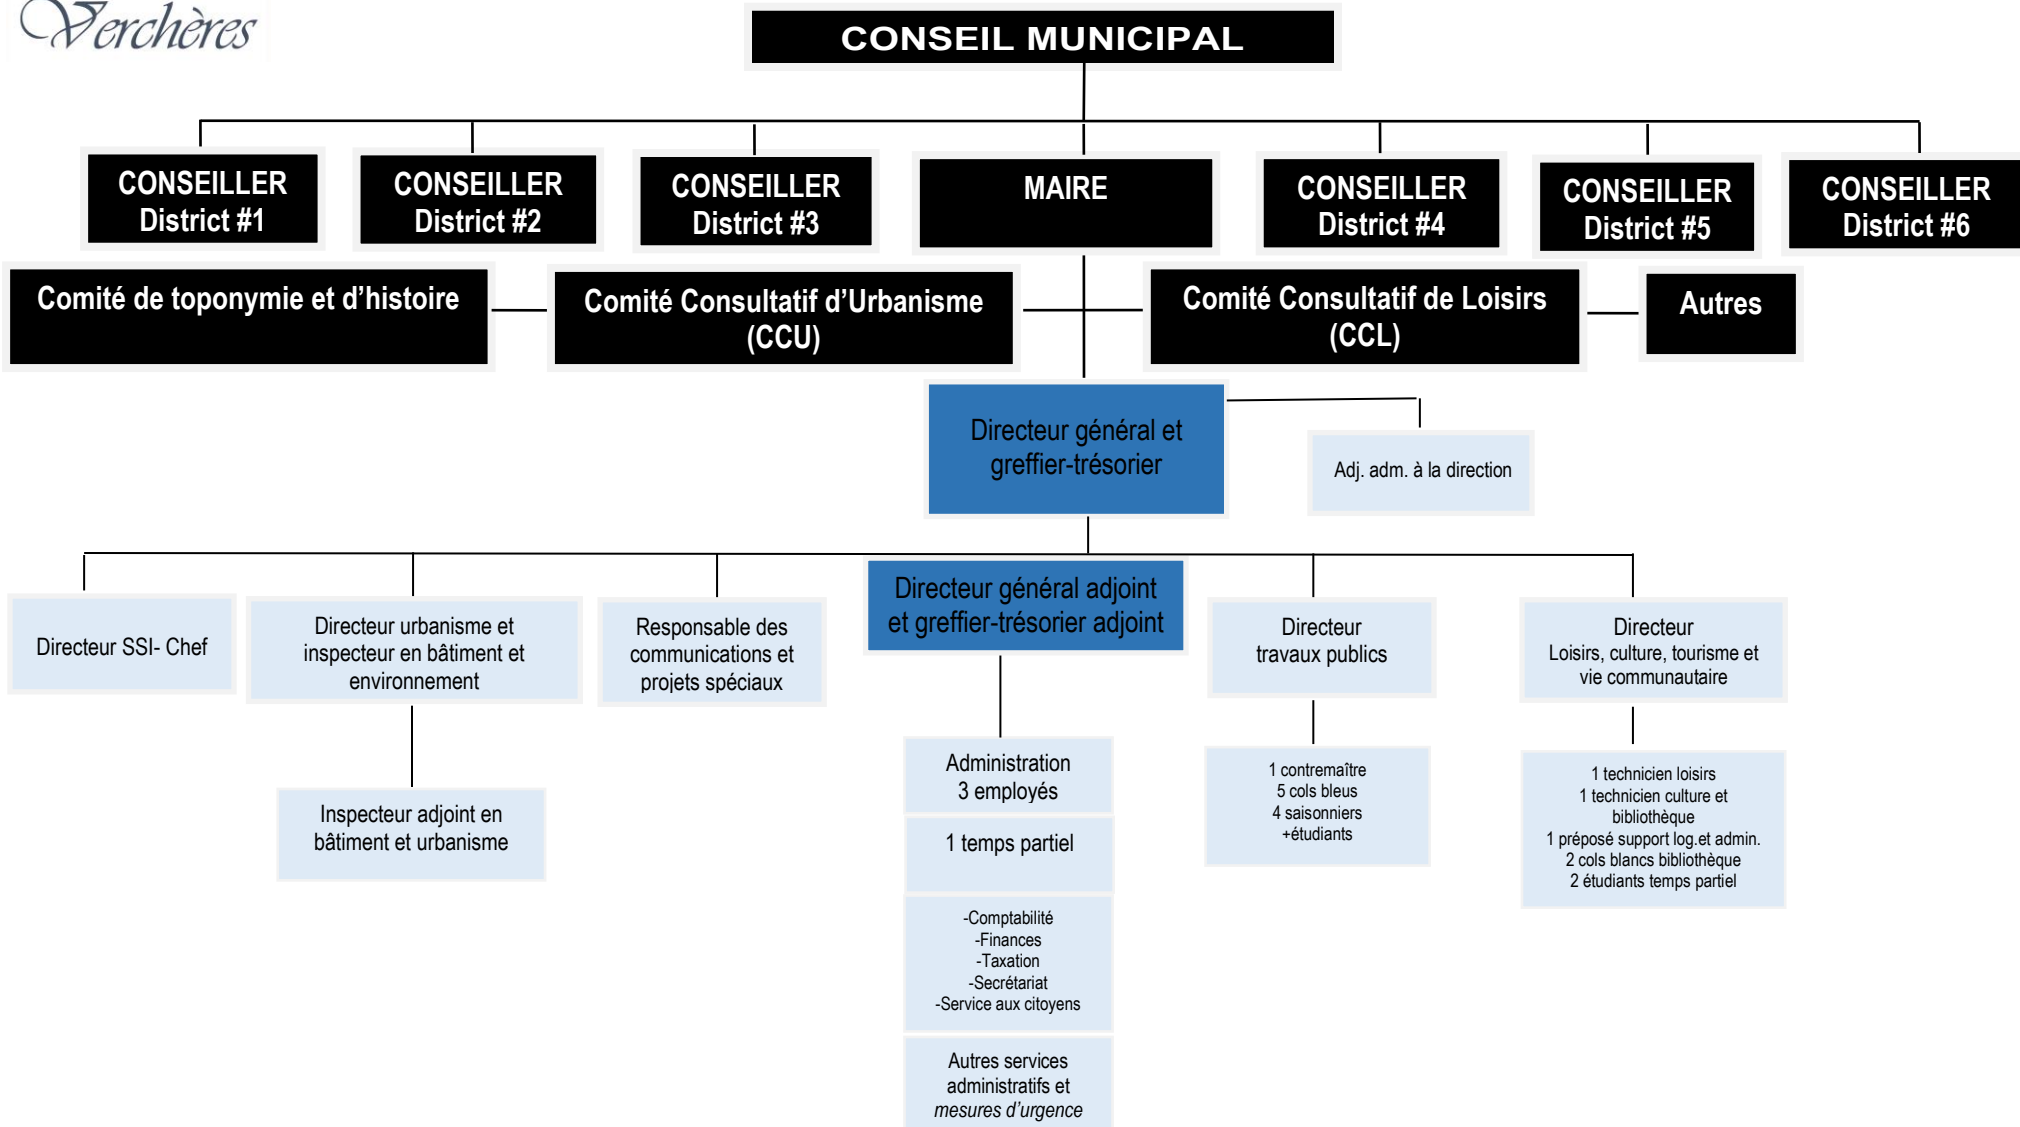 Verchères
CONSEIL MUNICIPAL
CONSEILLER
District #1
CONSEILLER
District #2
CONSEILLER
District #3
MAIRE
CONSEILLER
District #4
CONSEILLER
District #5
CONSEILLER
District #6
Comité de toponymie et d’histoire
Comité Consultatif d’Urbanisme
(CCU)
Comité Consultatif de Loisirs
(CCL)
Autres
Directeur général et
greffier-trésorier
Adj. adm. à la direction
Directeur SSI- Chef
Directeur urbanisme et
inspecteur en bâtiment et
environnement
Responsable des
communications et
projets spéciaux
Directeur général adjoint
et greffier-trésorier adjoint
Directeur
travaux publics
Directeur
Loisirs, culture, tourisme et
vie communautaire
Inspecteur adjoint en
bâtiment et urbanisme
Administration
3 employés
1 temps partiel
-Comptabilité
-Finances
-Taxation
-Secrétariat
-Service aux citoyens
Autres services
administratifs et
mesures d’urgence
1 contremaître
5 cols bleus
4 saisonniers
+étudiants
1 technicien loisirs
1 technicien culture et
bibliothèque
1 préposé support log.et admin.
2 cols blancs bibliothèque
2 étudiants temps partiel